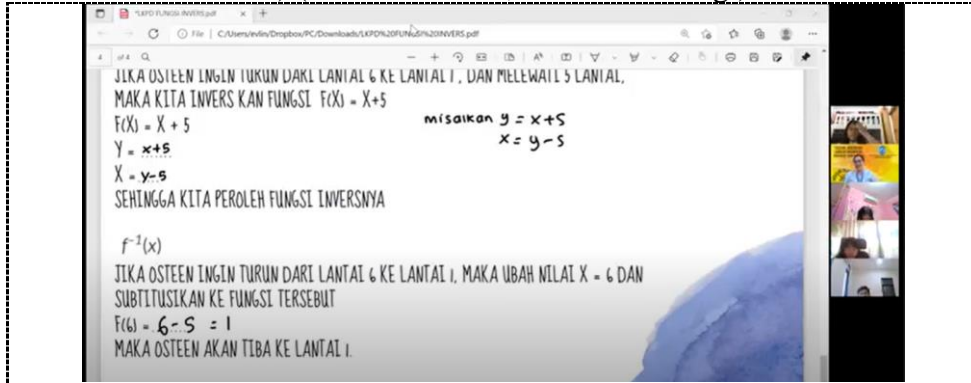 *LKPD FUNGSI INVERS.pdf
File | C:/Users/evlin/Dropbox/PC/Downloads/LKPD%20FUNGSI%20INVERS.pdf
of 4
JIKA OSTEEN INGIN TURUN DARI LANTAI 6 KE LANTAI 1, DAN MELEWATI 5 LANTAI,
MAKA KITA INVERS KAN FUNGSI F(X) = X+5
F(X) = X + 5
misalkan y = x+5
x = y-5
Y = x+5
X = y-5
SEHINGGA KITA PEROLEH FUNGSI INVERSNYA
f⁻¹(x)
JIKA OSTEEN INGIN TURUN DARI LANTAI 6 KE LANTAI 1, MAKA UBAH NILAI X = 6 DAN
SUBTITUSIKAN KE FUNGSI TERSEBUT
F(6) = 6-5 = 1
MAKA OSTEEN AKAN TIBA KE LANTAI 1.